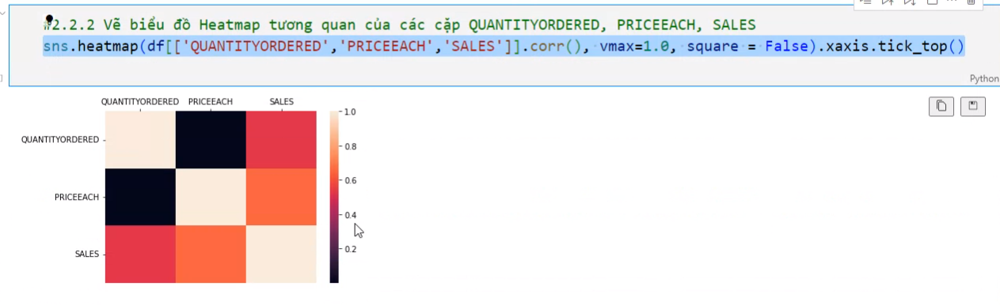 #2.2.2 Vẽ biểu đồ Heatmap tương quan của các cặp QUANTITYORDERED, PRICEEACH, SALES
sns.heatmap(df[['QUANTITYORDERED','PRICEEACH','SALES']].corr(), vmax=1.0, square = False).xaxis.tick_top()
Python
QUANTITYORDERED PRICEEACH SALES
1.0
QUANTITYORDERED
0.8
0.6
PRICEEACH
0.4
SALES
0.2